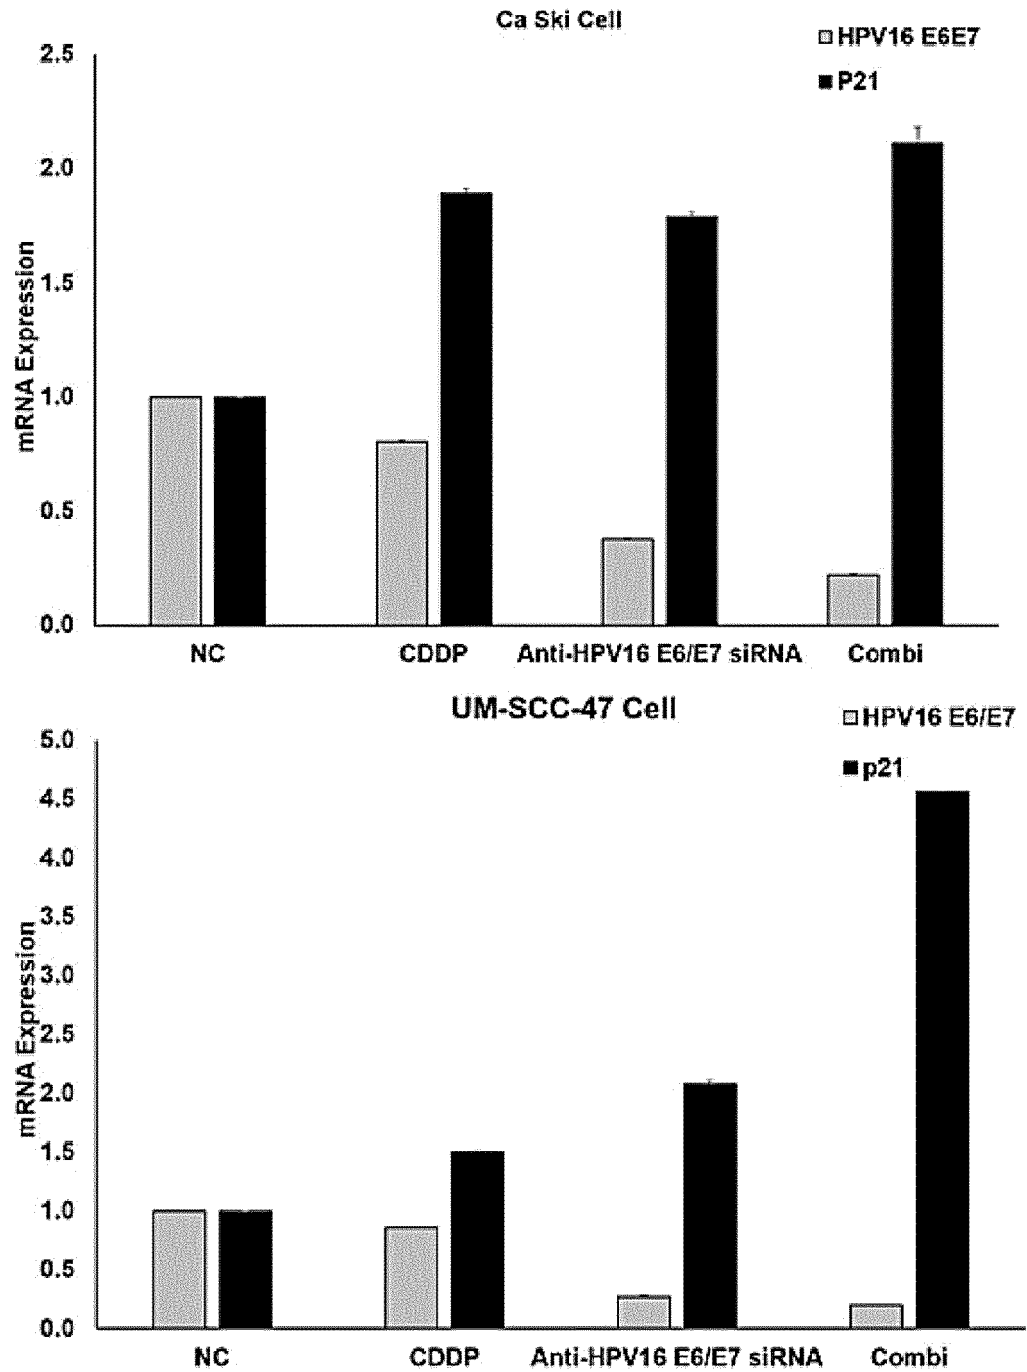 Ca Ski Cell
HPV16 E6E7
P21
mRNA Expression
2.5
2.0
1.5
1.0
0.5
0.0
NC CDDP Anti-HPV16 E6/E7 siRNA Combi
UM-SCC-47 Cell
HPV16 E6/E7
p21
mRNA Expression
5.0
4.5
4.0
3.5
3.0
2.5
2.0
1.5
1.0
0.5
0.0
NC CDDP Anti-HPV16 E6/E7 siRNA Combi